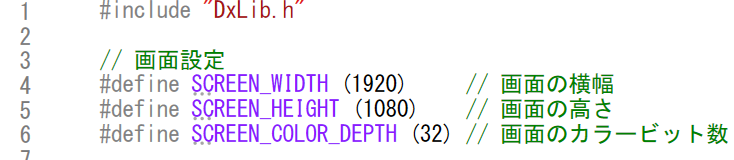 1 #include "DxLib.h"
2
3 // 画面設定
4 #define SCREEN_WIDTH (1920) // 画面の横幅
5 #define SCREEN_HEIGHT (1080) // 画面の高さ
6 #define SCREEN_COLOR_DEPTH (32) // 画面のカラービット数
7